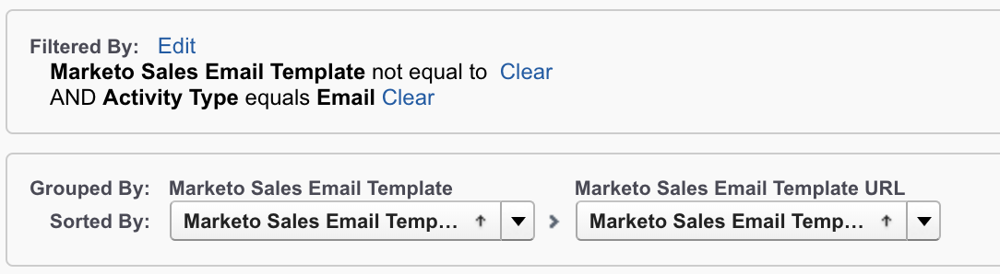 Filtered By: Edit
Marketo Sales Email Template not equal to Clear
AND Activity Type equals Email Clear
Grouped By: Marketo Sales Email Template Marketo Sales Email Template URL
Sorted By: Marketo Sales Email Temp... Marketo Sales Email Temp...